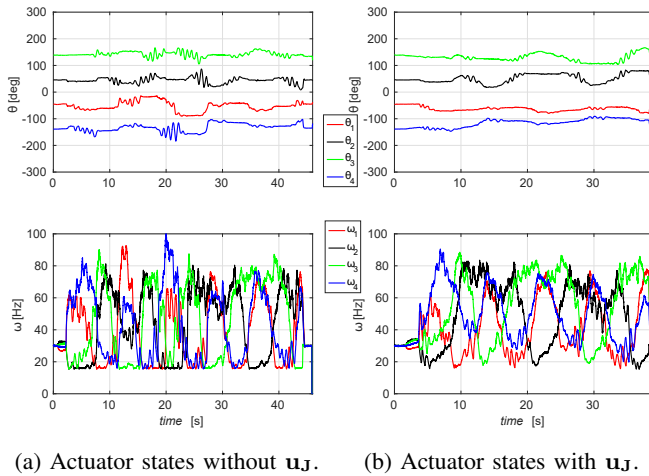 300
200
100
0
-100
-200
-300
θ [deg]
0 10 20 30 40
θ1
θ2
θ3
θ4
300
200
100
0
-100
-200
-300
θ [deg]
0 10 20 30
100
80
60
40
20
0
ω [Hz]
0 10 20 30 40
time [s]
ω1
ω2
ω3
ω4
100
80
60
40
20
0
ω [Hz]
0 10 20 30
time [s]
(a) Actuator states without uJ.
(b) Actuator states with uJ.